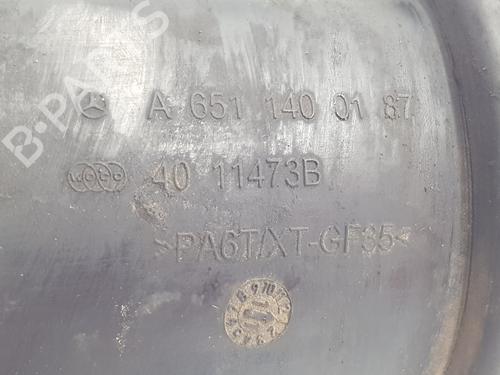 B-PARTS
A 651 140 01 87
40 11473B
>PA6T/XT-GF35<